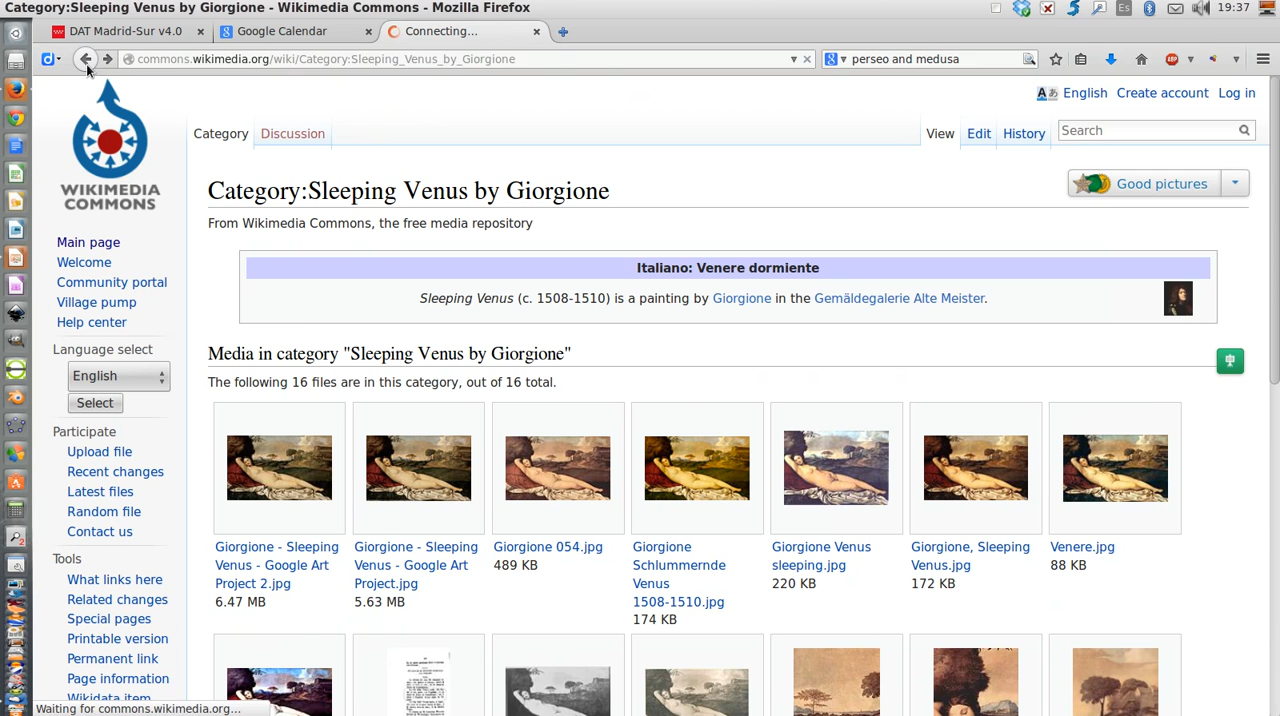 Category:Sleeping Venus by Giorgione - Wikimedia Commons - Mozilla Firefox
Es
19:37
DAT Madrid-Sur v4.0
Google Calendar
Connecting...
commons.wikimedia.org/wiki/Category:Sleeping_Venus_by_Giorgione
perseo and medusa
English Create account Log in
Category Discussion
View Edit History
Search
WIKIMEDIA
COMMONS
Category:Sleeping Venus by Giorgione
Good pictures
From Wikimedia Commons, the free media repository
Main page
Welcome
Community portal
Village pump
Help center
Language select
English
Select
Participate
Upload file
Recent changes
Latest files
Random file
Contact us
Tools
What links here
Related changes
Special pages
Printable version
Permanent link
Page information
Wikidata item
Italiano: Venere dormiente
Sleeping Venus (c. 1508-1510) is a painting by Giorgione in the Gemäldegalerie Alte Meister.
Media in category "Sleeping Venus by Giorgione"
The following 16 files are in this category, out of 16 total.
Giorgione - Sleeping
Venus - Google Art
Project 2.jpg
6.47 MB
Giorgione - Sleeping
Venus - Google Art
Project.jpg
5.63 MB
Giorgione 054.jpg
489 KB
Giorgione
Schlummernde
Venus
1508-1510.jpg
174 KB
Giorgione Venus
sleeping.jpg
220 KB
Giorgione, Sleeping
Venus.jpg
172 KB
Venere.jpg
88 KB
Waiting for commons.wikimedia.org...